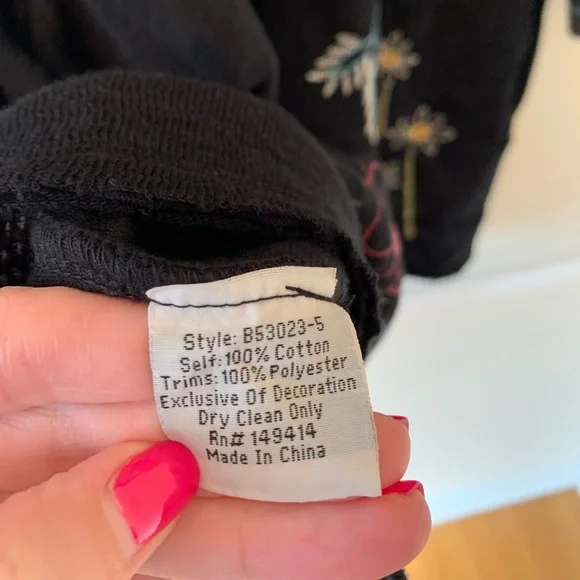 Style: B53023-5
Self: 100% Cotton
Trims: 100% Polyester
Exclusive Of Decoration
Dry Clean Only
Rn# 149414
Made In China